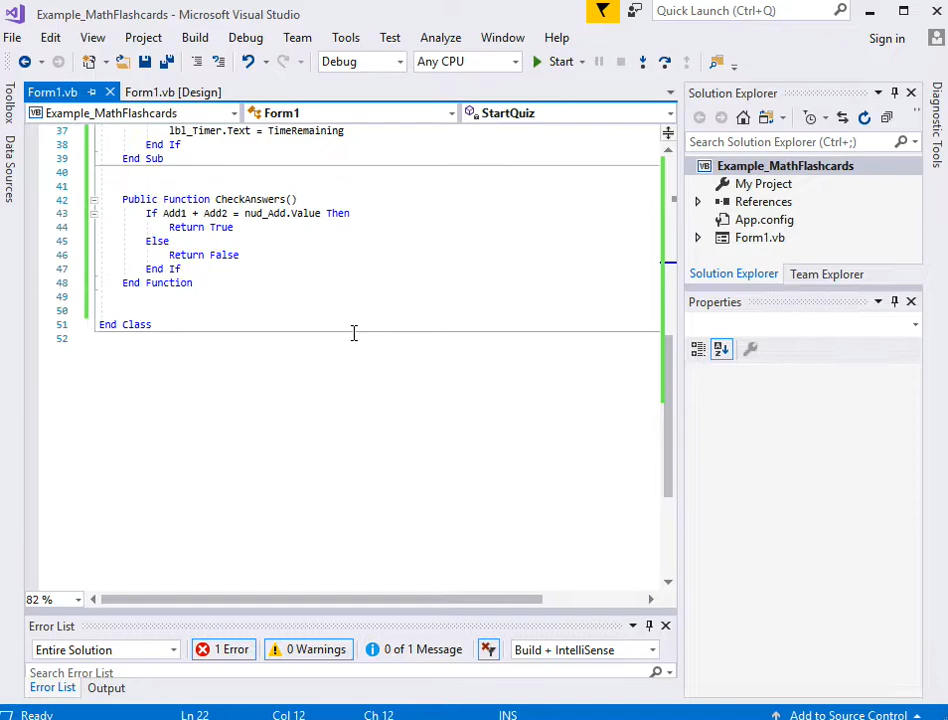 Example_MathFlashcards - Microsoft Visual Studio
Quick Launch (Ctrl+Q)
File Edit View Project Build Debug Team Tools Test Analyze Window Help Sign in
Debug Any CPU Start
Toolbox
Data Sources
Form1.vb Form1.vb [Design]
Example_MathFlashcards Form1 StartQuiz
37 lbl_Timer.Text = TimeRemaining
38 End If
39 End Sub
40
41
42 Public Function CheckAnswers()
43 If Add1 + Add2 = nud_Add.Value Then
44 Return True
45 Else
46 Return False
47 End If
48 End Function
49
50
51 End Class
52
82 %
Error List
Entire Solution 1 Error 0 Warnings 0 of 1 Message Build + IntelliSense
Search Error List
Error List Output
Solution Explorer
Search Solution Explorer (Ctrl+;)
Example_MathFlashcards
My Project
References
App.config
Form1.vb
Solution Explorer Team Explorer
Properties
Diagnostic Tools
Ready Ln 22 Col 12 Ch 12 INS Add to Source Control